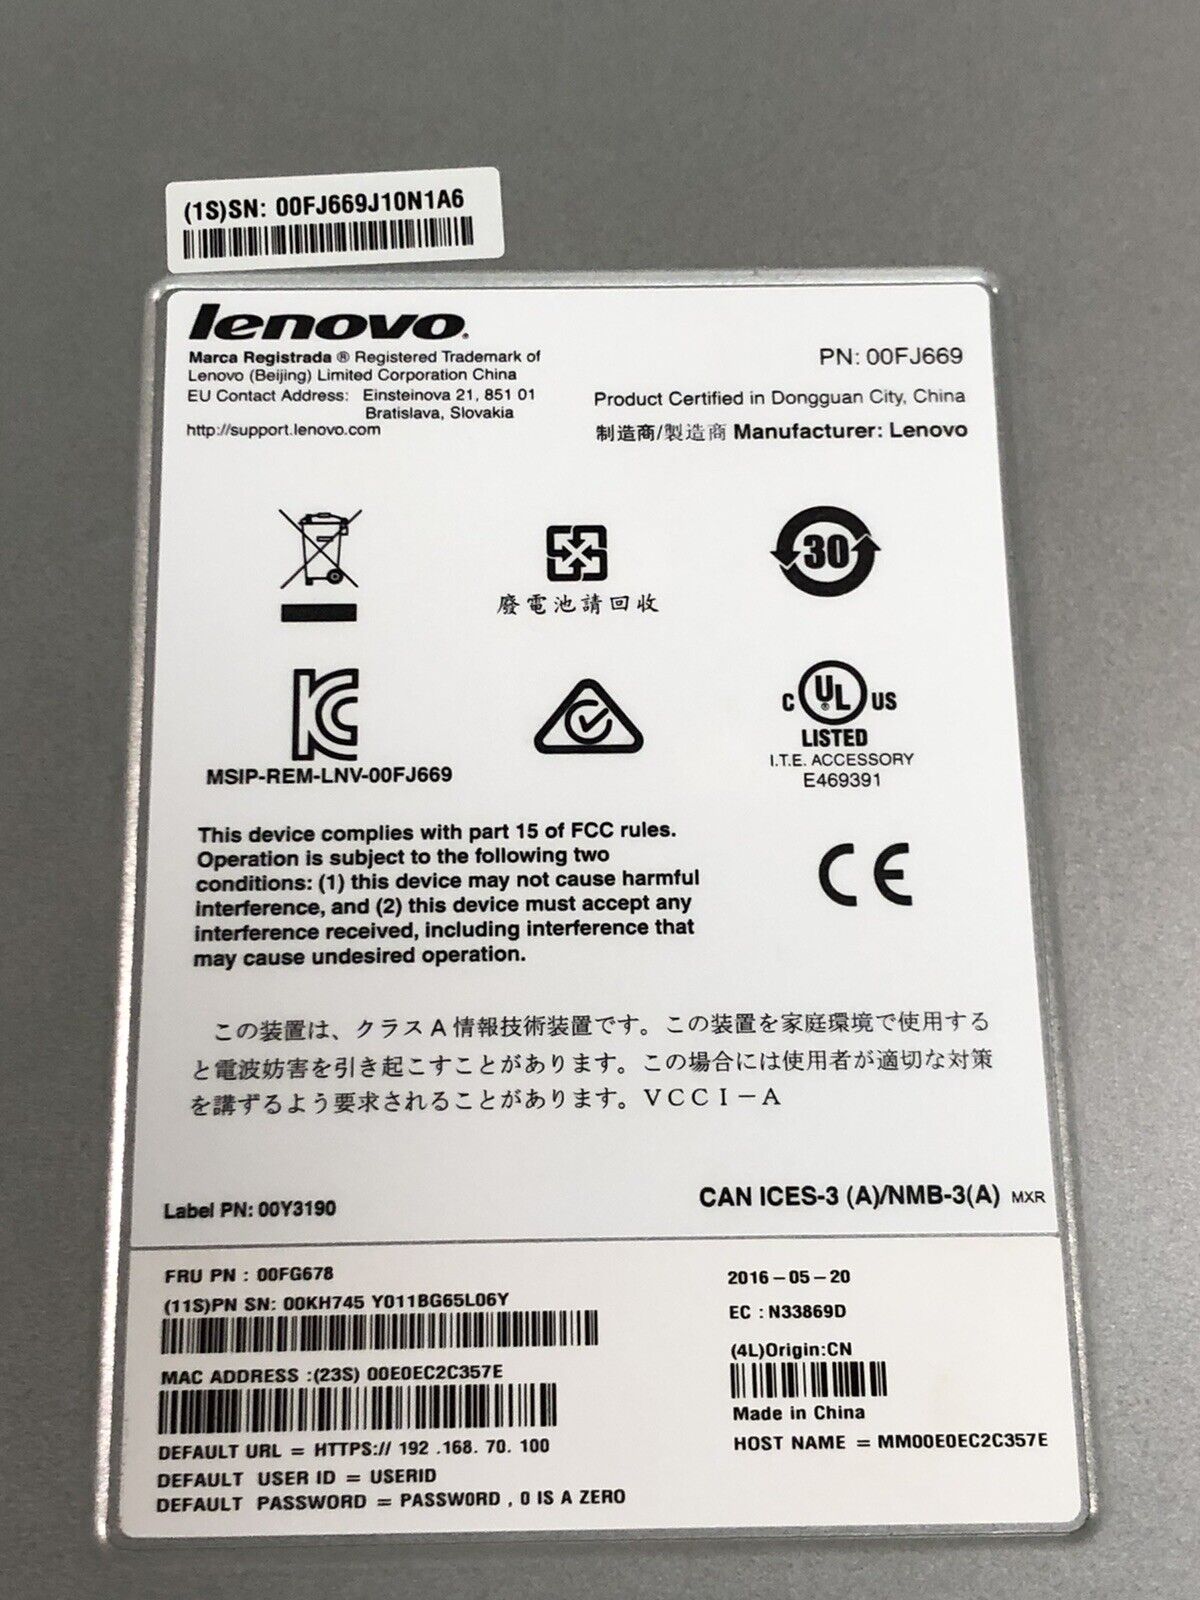 (1S)SN: 00FJ669J10N1A6
lenovo.
Marca Registrada ® Registered Trademark of
Lenovo (Beijing) Limited Corporation China
EU Contact Address: Einsteinova 21, 851 01
Bratislava, Slovakia
http://support.lenovo.com
PN: 00FJ669
Product Certified in Dongguan City, China
制造商/製造商 Manufacturer: Lenovo
廢電池請回收
30
MSIP-REM-LNV-00FJ669
C UL ® US
LISTED
I.T.E. ACCESSORY
E469391
This device complies with part 15 of FCC rules.
Operation is subject to the following two
conditions: (1) this device may not cause harmful
interference, and (2) this device must accept any
interference received, including interference that
may cause undesired operation.
CE
この装置は、クラスA情報技術装置です。この装置を家庭環境で使用する
と電波妨害を引き起こすことがあります。この場合には使用者が適切な対策
を講ずるよう要求されることがあります。VCCI-A
Label PN: 00Y3190
CAN ICES-3 (A)/NMB-3(A) MXR
FRU PN : 00FG678
(11S)PN SN: 00KH745 Y011BG65L06Y
MAC ADDRESS :(23S) 00E0EC2C357E
DEFAULT URL = HTTPS:// 192 .168. 70. 100
DEFAULT USER ID = USERID
DEFAULT PASSWORD = PASSW0RD , 0 IS A ZERO
2016-05-20
EC : N33869D
(4L)Origin:CN
Made in China
HOST NAME = MM00E0EC2C357E